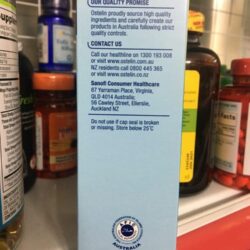 OUR QUALITY PROMISE
Ostelin proudly source high quality
ingredients and carefully create our
products in Australia following strict
quality controls.
CONTACT US
Call our healthline on 1300 193 008
or visit www.ostelin.com.au
NZ residents call 0800 445 365
or visit www.ostelin.co.nz
Sanofi Consumer Healthcare
67 Yarraman Place, Virginia,
QLD 4014 Australia;
56 Cawley Street, Ellerslie,
Auckland NZ
Do not use if cap seal is broken
or missing. Store below 25°C
AUSTRALIA